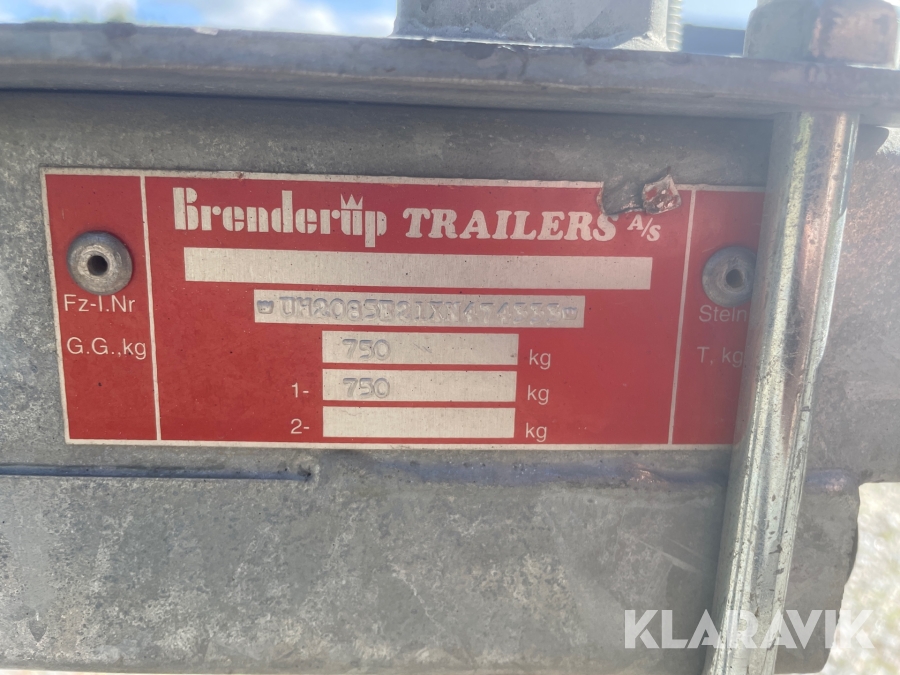 Brenderup TRAILERS A/S
Fz-I.Nr
G.G.,kg
750 kg
1- 750 kg
2- kg
Stein
T, kg
KLARAVIK